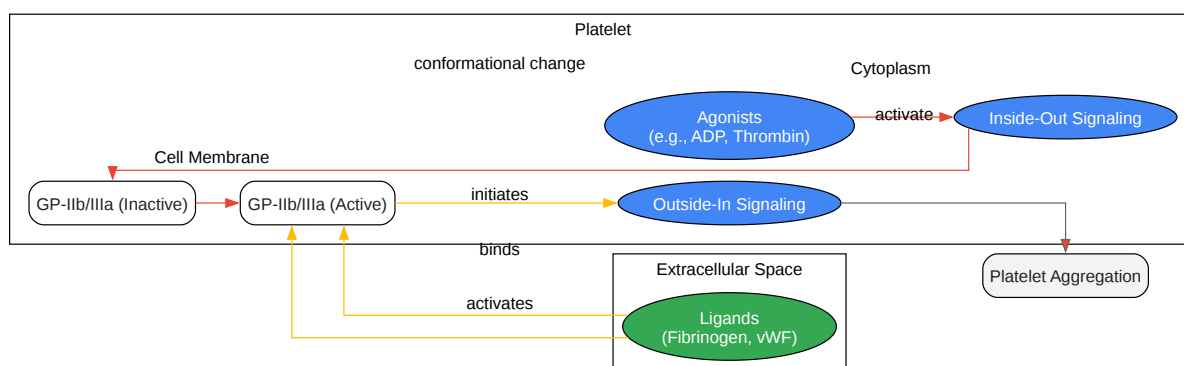 Platelet
conformational change
Cytoplasm
Agonists
(e.g., ADP, Thrombin)
activate
Inside-Out Signaling
Cell Membrane
GP-IIb/IIIa (Inactive)
GP-IIb/IIIa (Active)
initiates
Outside-In Signaling
binds
Extracellular Space
Platelet Aggregation
activates
Ligands
(Fibrinogen, vWF)